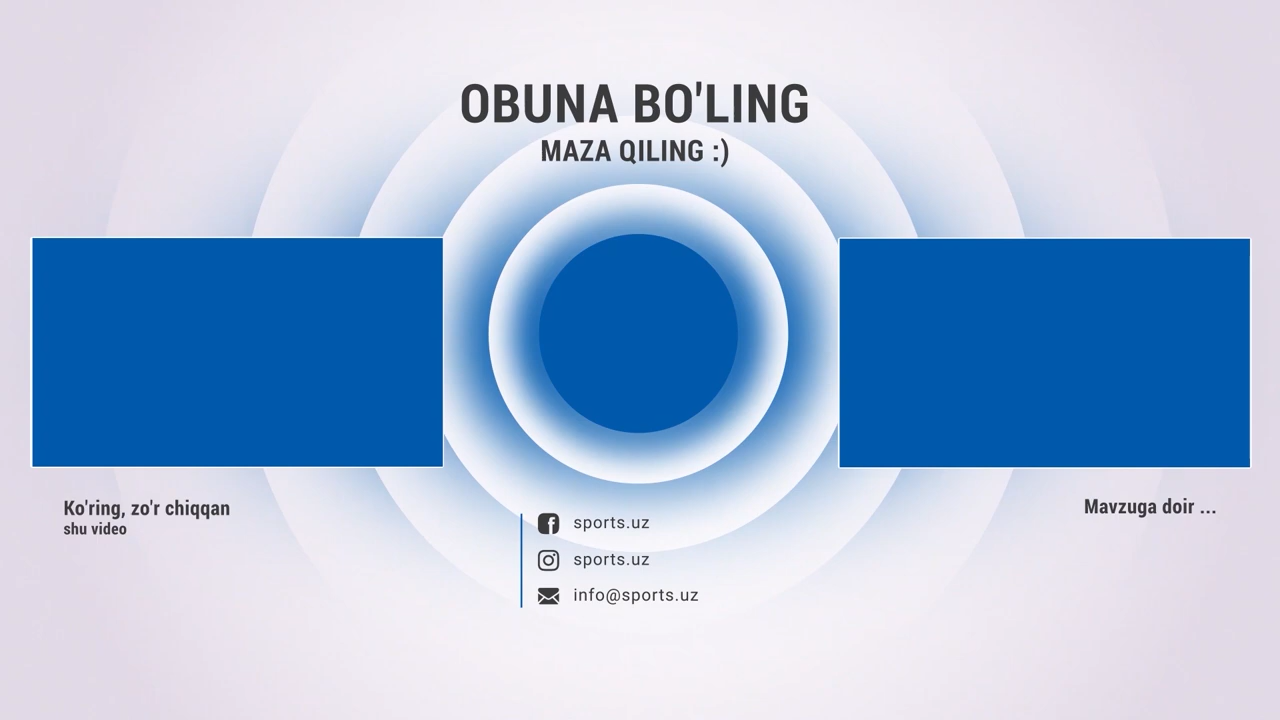 OBUNA BO'LING
MAZA QILING :)
Ko'ring, zo'r chiqqan
shu video
Mavzuga doir ...
sports.uz
sports.uz
info@sports.uz